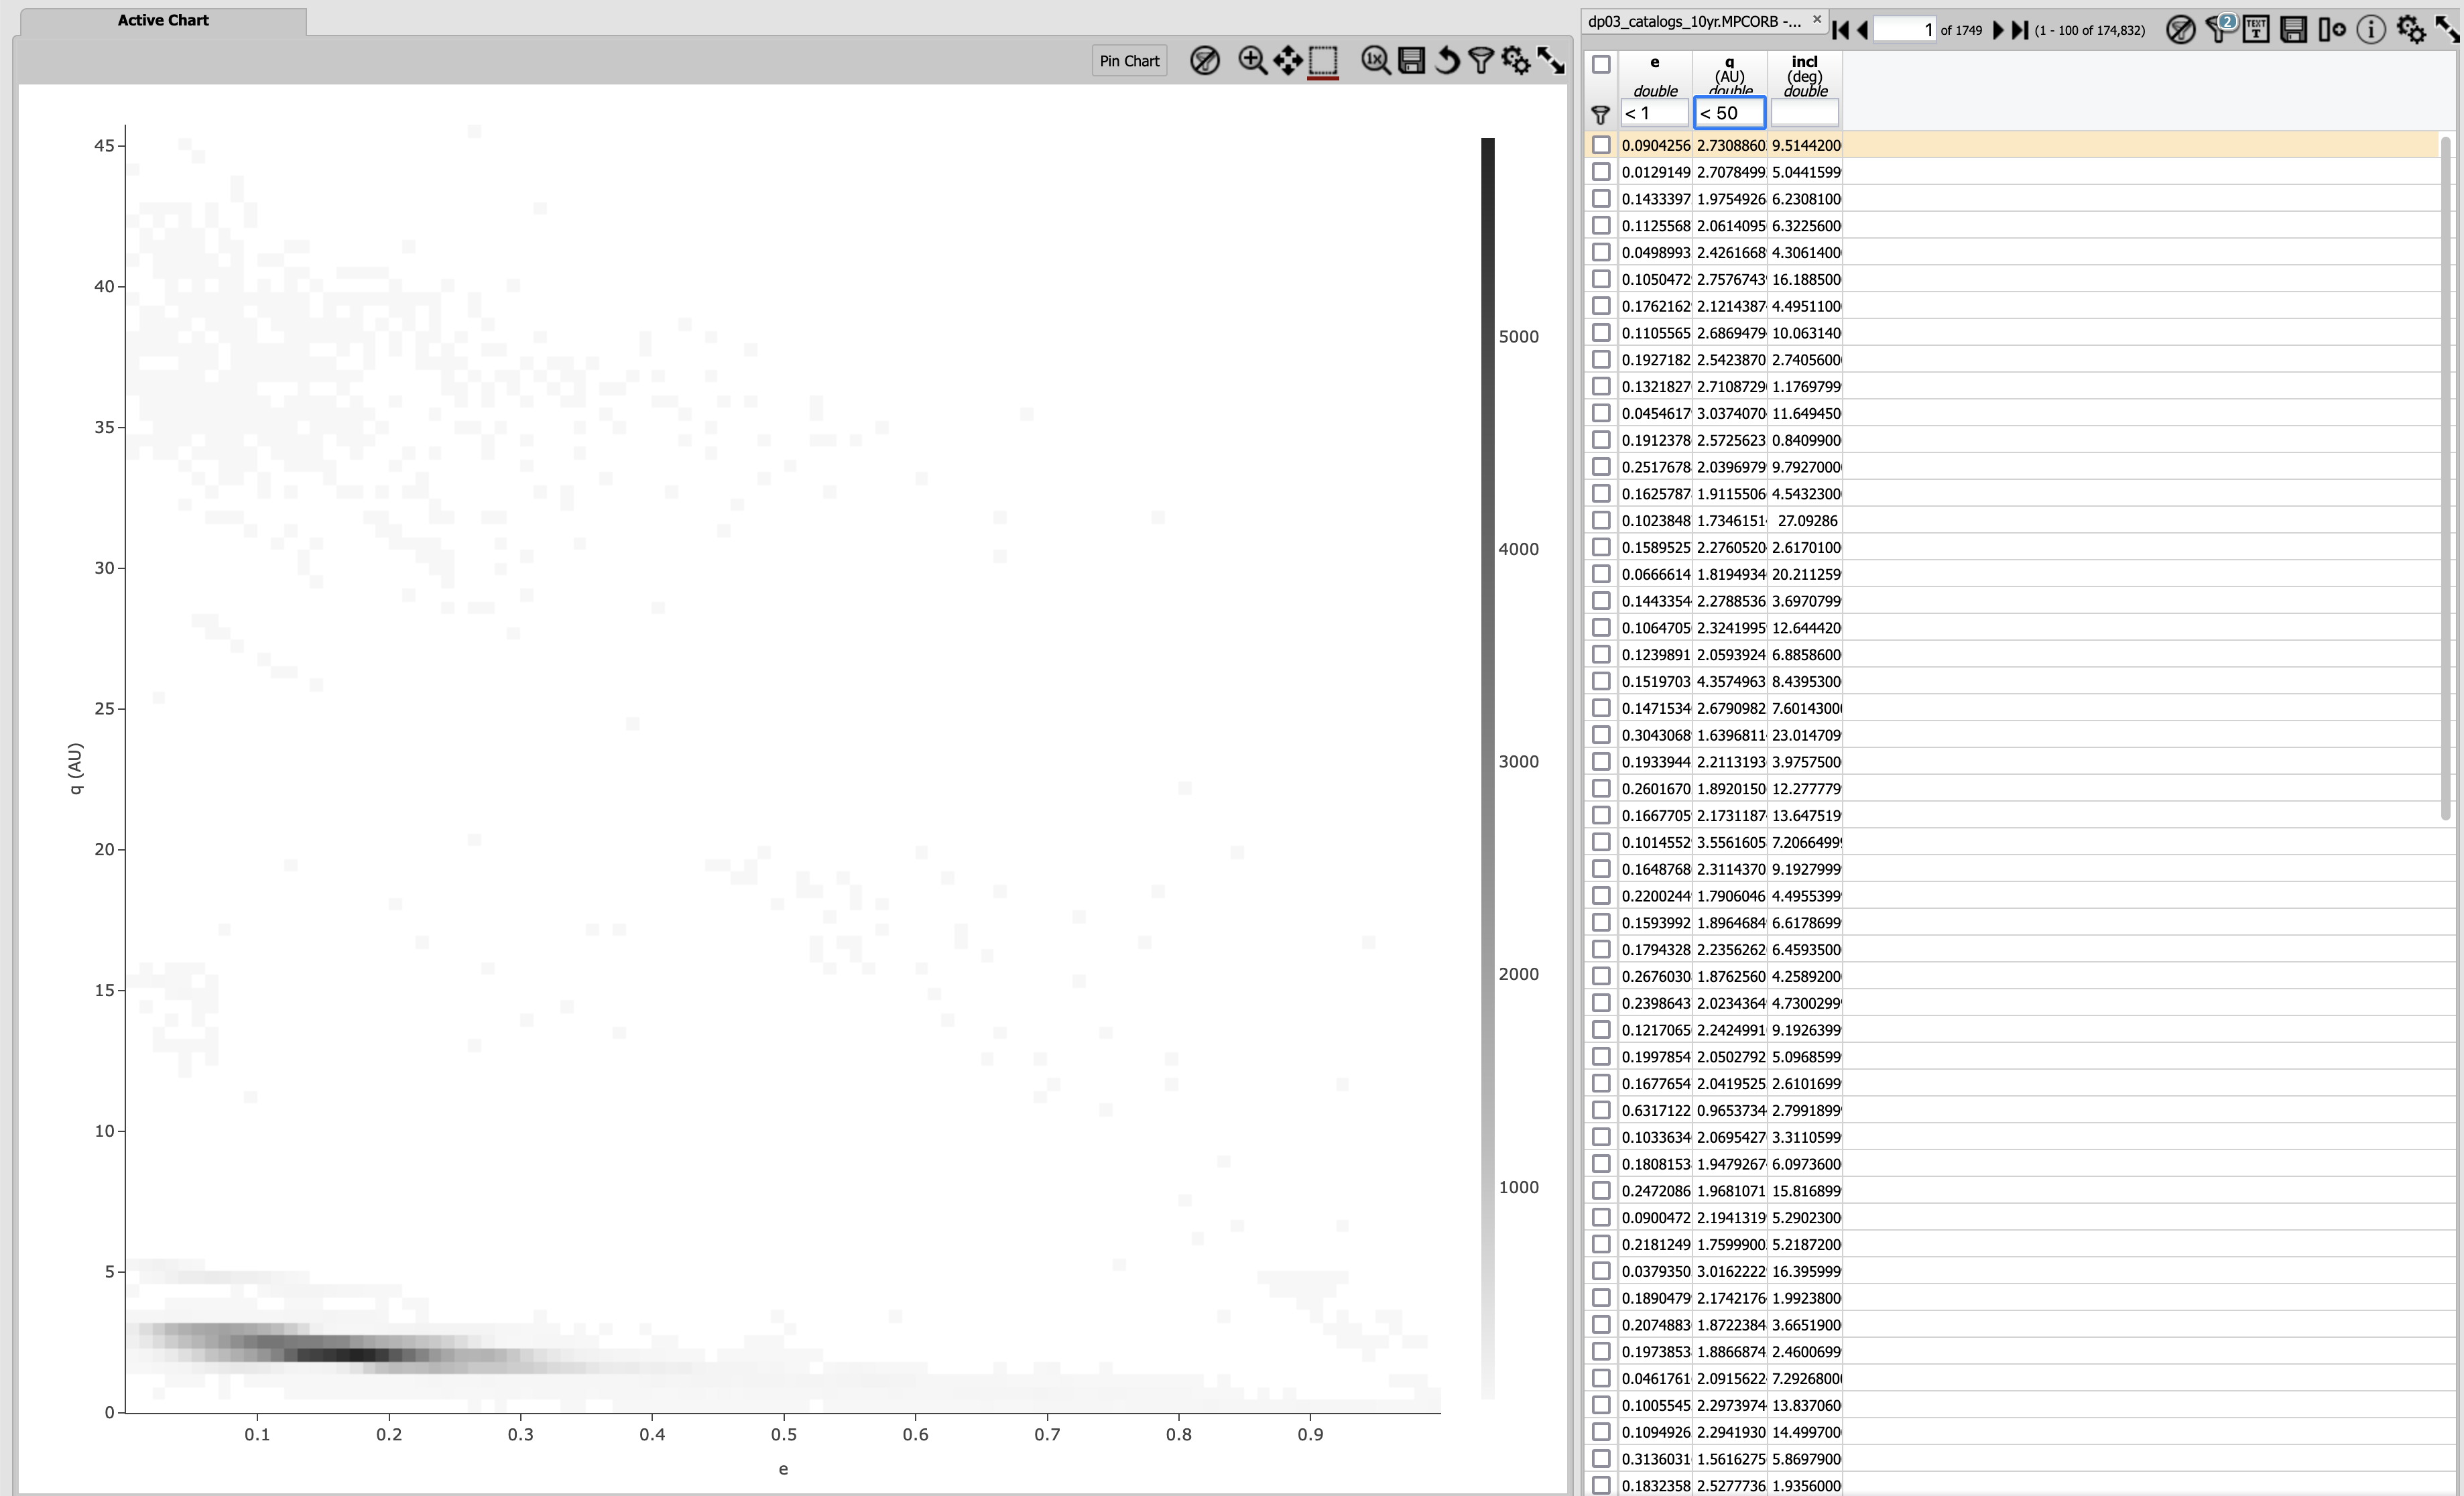 Active Chart
Pin Chart
1x
45
40
35
30
25
20
15
10
5
0
q (AU)
0.1 0.2 0.3 0.4 0.5 0.6 0.7 0.8 0.9
e
5000
4000
3000
2000
1000
dp03_catalogs_10yr.MPCORB -... ×
1 of 1749 (1 - 100 of 174,832)
2
TEXT
T
i
e q incl
(AU) (deg)
double double double
< 1 < 50
0.0904256 2.7308860 9.5144200
0.0129149 2.7078499 5.0441599
0.1433397 1.9754926 6.2308100
0.1125568 2.0614095 6.3225600
0.0498993 2.4261668 4.3061400
0.1050472 2.7576743 16.188500
0.1762162 2.1214387 4.4951100
0.1105565 2.6869479 10.063140
0.1927182 2.5423870 2.7405600
0.1321827 2.7108729 1.1769799
0.0454617 3.0374070 11.649450
0.1912378 2.5725623 0.8409900
0.2517678 2.0396979 9.7927000
0.1625787 1.9115506 4.5432300
0.1023848 1.7346151 27.09286
0.1589525 2.2760520 2.6170100
0.0666614 1.8194934 20.211259
0.1443354 2.2788536 3.6970799
0.1064705 2.3241995 12.644420
0.1239891 2.0593924 6.8858600
0.1519703 4.3574963 8.4395300
0.1471534 2.6790982 7.6014300
0.3043068 1.6396811 23.014709
0.1933944 2.2113193 3.9757500
0.2601670 1.8920150 12.277779
0.1667705 2.1731187 13.647519
0.1014552 3.5561605 7.2066499
0.1648768 2.3114370 9.1927999
0.2200244 1.7906046 4.4955399
0.1593992 1.8964684 6.6178699
0.1794328 2.2356262 6.4593500
0.2676030 1.8762560 4.2589200
0.2398643 2.0234364 4.7300299
0.1217065 2.2424991 9.1926399
0.1997854 2.0502792 5.0968599
0.1677654 2.0419525 2.6101699
0.6317122 0.9653734 2.7991899
0.1033634 2.0695427 3.3110599
0.1808153 1.9479267 6.0973600
0.2472086 1.9681071 15.816899
0.0900472 2.1941319 5.2902300
0.2181249 1.7599900 5.2187200
0.0379350 3.0162222 16.395999
0.1890479 2.1742176 1.9923800
0.2074883 1.8722384 3.6651900
0.1973853 1.8866874 2.4600699
0.0461761 2.0915622 7.2926800
0.1005545 2.2973974 13.837060
0.1094926 2.2941930 14.499700
0.3136031 1.5616275 5.8697900
0.1832358 2.5277736 1.9356000